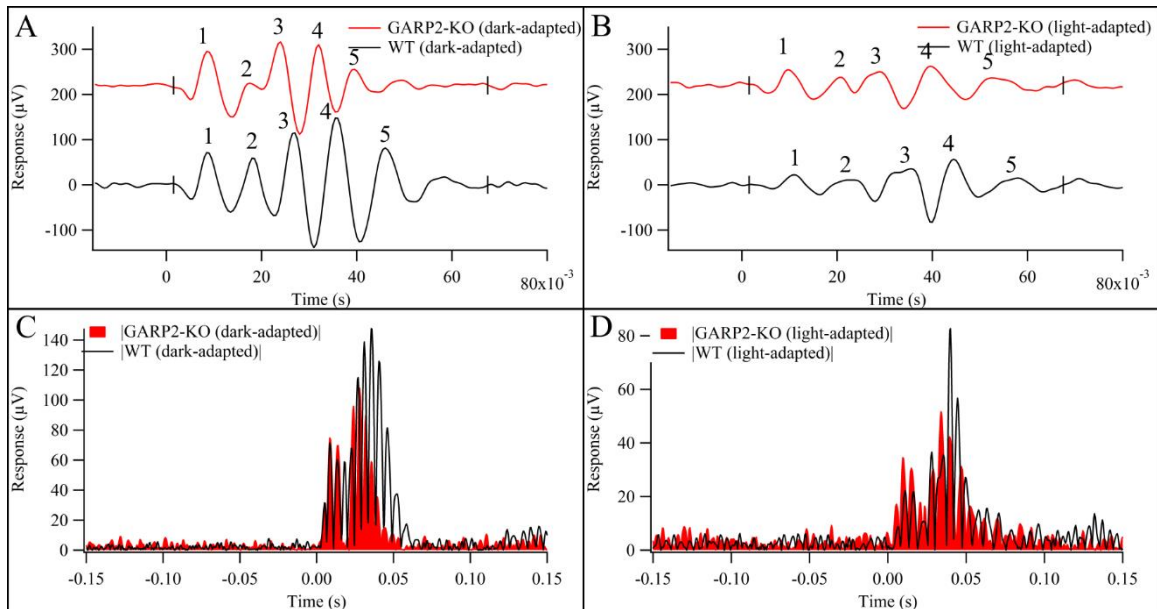 A
GARP2-KO (dark-adapted)
WT (dark-adapted)
300
200
100
0
-100
Response (µV)
1 2 3 4 5
1 2 3 4 5
0 20 40 60 80x10-3
Time (s)
B
GARP2-KO (light-adapted)
WT (light-adapted)
300
200
100
0
-100
Response (µV)
1 2 3 4 5
1 2 3 4 5
0 20 40 60 80x10-3
Time (s)
C
|GARP2-KO (dark-adapted)|
|WT (dark-adapted)|
140
120
100
80
60
40
20
0
Response (µV)
-0.15 -0.10 -0.05 0.00 0.05 0.10 0.15
Time (s)
D
|GARP2-KO (light-adapted)|
|WT (light-adapted)|
80
60
40
20
0
Response (µV)
-0.15 -0.10 -0.05 0.00 0.05 0.10 0.15
Time (s)